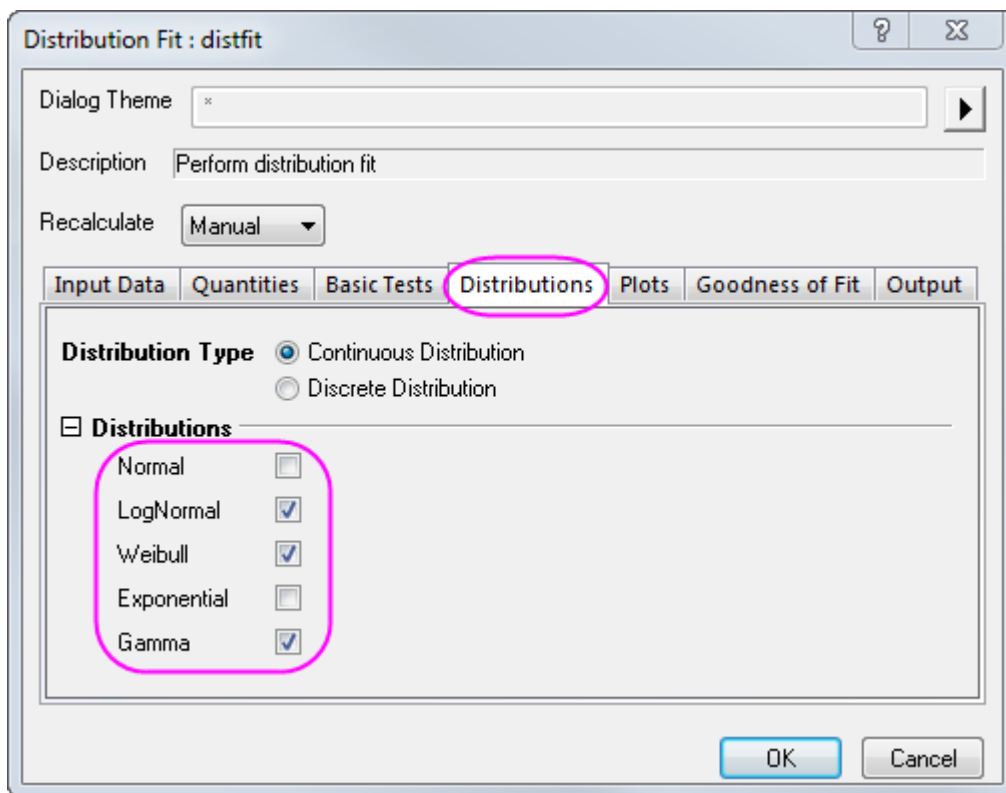 Distribution Fit : distfit
Dialog Theme *
Description Perform distribution fit
Recalculate Manual
Input Data Quantities Basic Tests Distributions Plots Goodness of Fit Output
Distribution Type Continuous Distribution
Discrete Distribution
Distributions
Normal
LogNormal
Weibull
Exponential
Gamma
OK Cancel